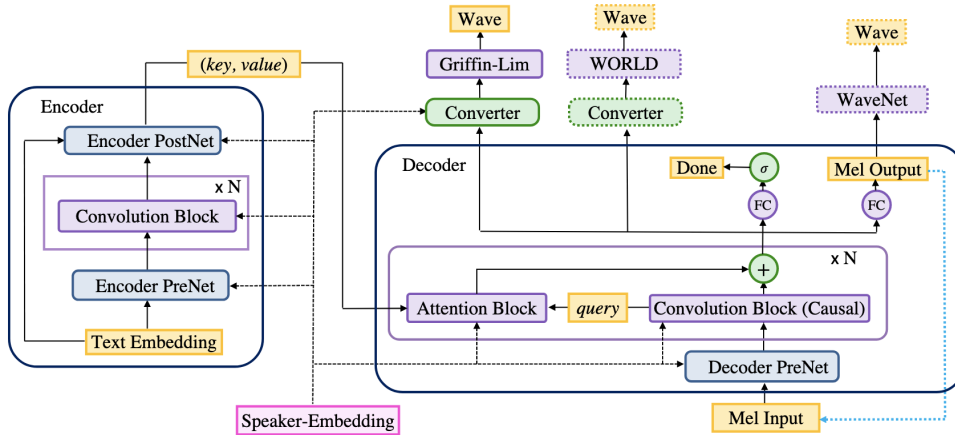 Wave
Wave
Wave
(key, value)
Griffin-Lim
WORLD
WaveNet
Converter
Converter
Encoder
Encoder PostNet
x N
Convolution Block
Encoder PreNet
Text Embedding
Decoder
Done
σ
Mel Output
FC
FC
x N
+
Attention Block
query
Convolution Block (Causal)
Decoder PreNet
Speaker-Embedding
Mel Input